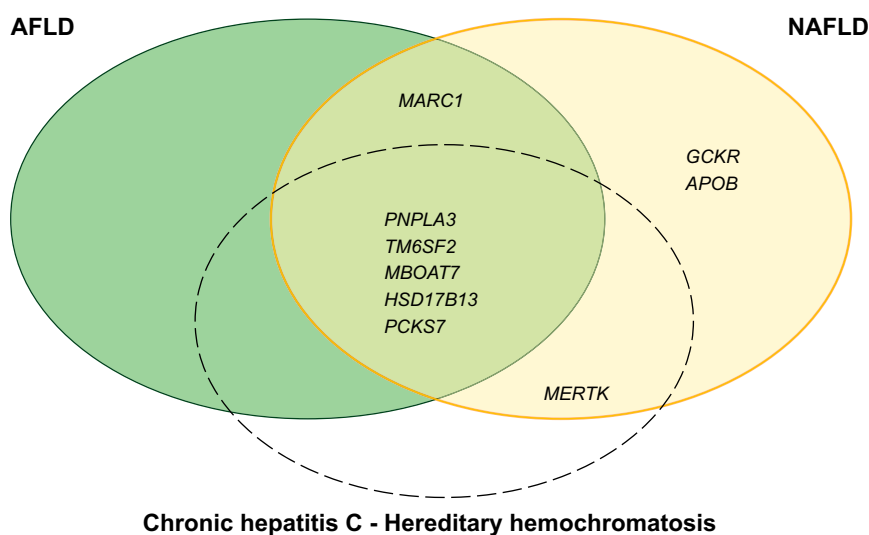 AFLD
NAFLD
MARC1
GCKR
APOB
PNPLA3
TM6SF2
MBOAT7
HSD17B13
PCKS7
MERTK
Chronic hepatitis C - Hereditary hemochromatosis